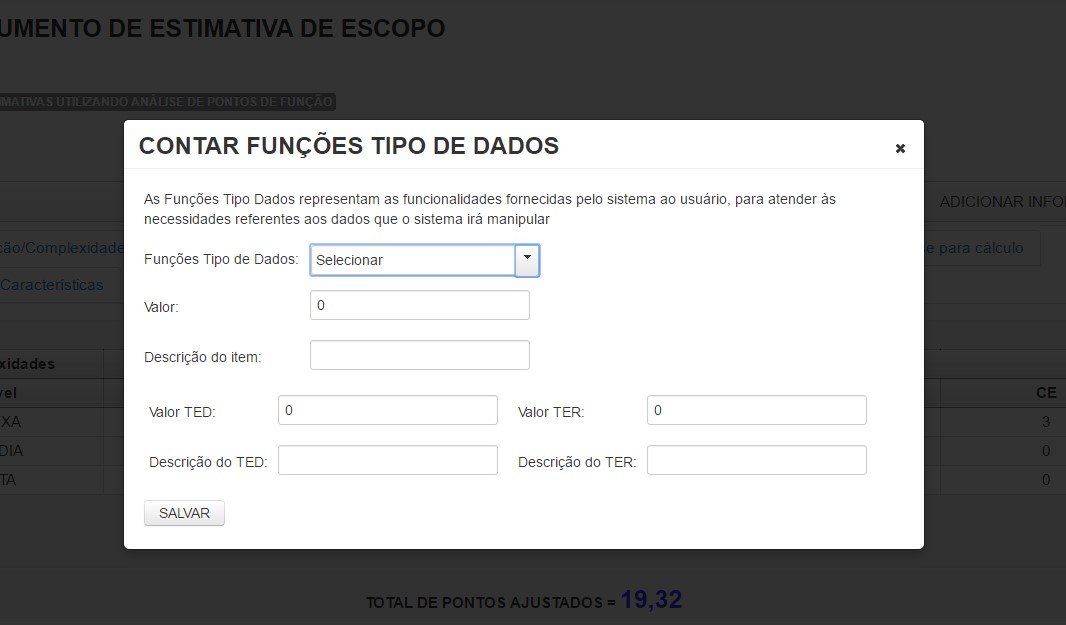 UMENTO DE ESTIMATIVA DE ESCOPO
IMATIVAS UTILIZANDO ANÁLISE DE PONTOS DE FUNÇÃO
CONTAR FUNÇÕES TIPO DE DADOS
As Funções Tipo Dados representam as funcionalidades fornecidas pelo sistema ao usuário, para atender às
necessidades referentes aos dados que o sistema irá manipular
ADICIONAR INFO
ção/Complexidade
e para cálculo
Funções Tipo de Dados: Selecionar
Características
Valor: 0
Descrição do item:
xidades
vel CE
Valor TED: 0 Valor TER: 0
XA 3
DIA 0
Descrição do TED: Descrição do TER:
TA 0
SALVAR
TOTAL DE PONTOS AJUSTADOS = 19,32